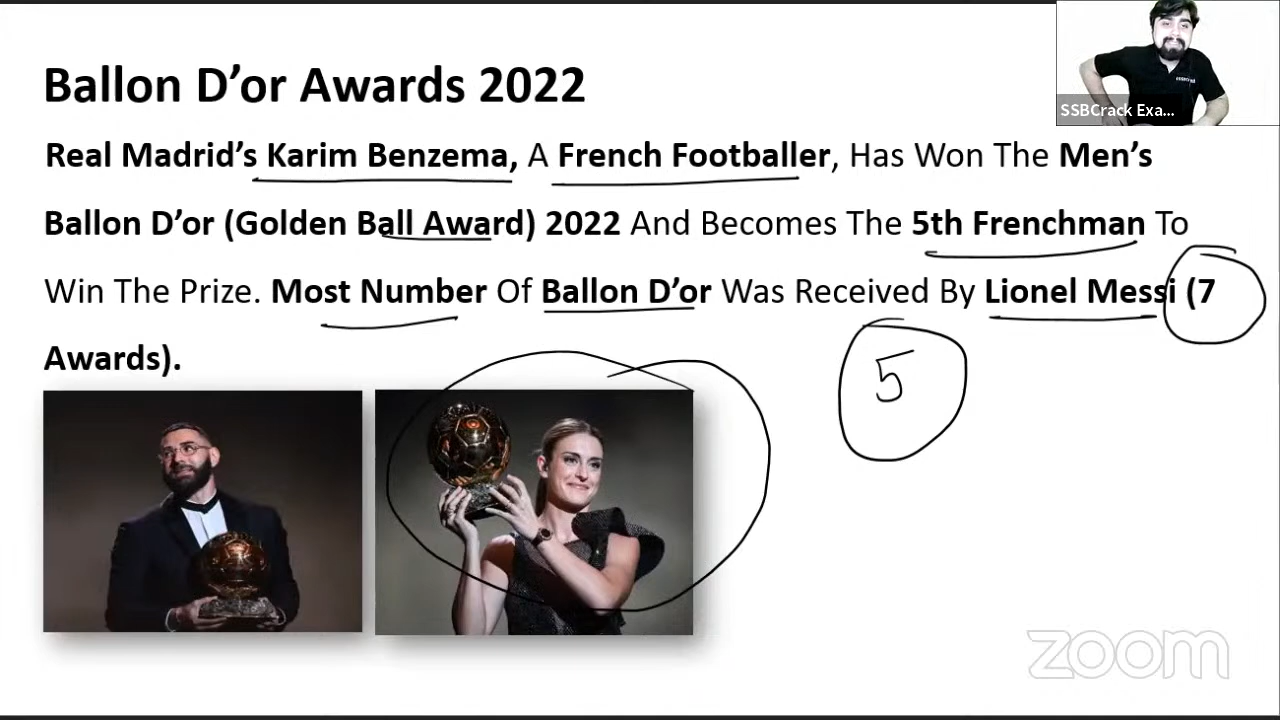 Ballon D’or Awards 2022
SSBCrack Exa...
Real Madrid’s Karim Benzema, A French Footballer, Has Won The Men’s
Ballon D’or (Golden Ball Award) 2022 And Becomes The 5th Frenchman To
Win The Prize. Most Number Of Ballon D’or Was Received By Lionel Messi (7
Awards).
5
zoom